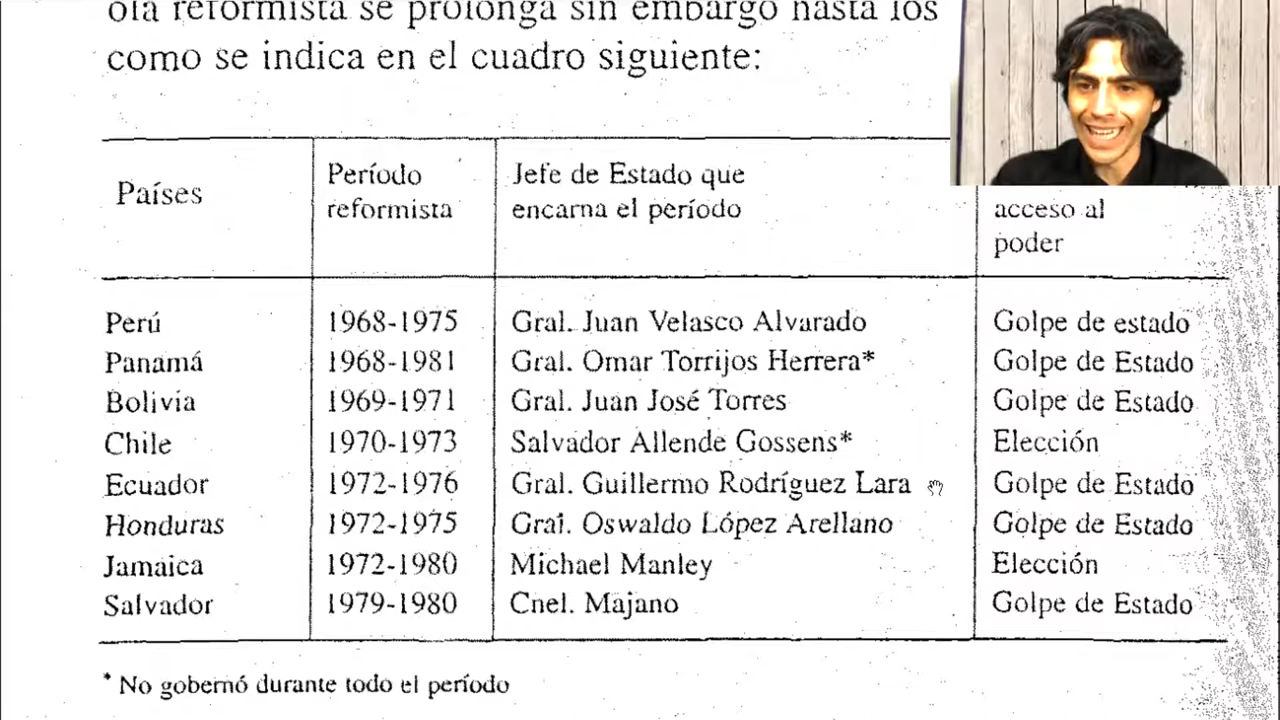 ola reformista se prolonga sin embargo hasta los
como se indica en el cuadro siguiente:
Países
Período
reformista
Jefe de Estado que
encarna el período
acceso al
poder
Perú 1968-1975 Gral. Juan Velasco Alvarado Golpe de estado
Panamá 1968-1981 Gral. Omar Torrijos Herrera* Golpe de Estado
Bolivia 1969-1971 Gral. Juan José Torres Golpe de Estado
Chile 1970-1973 Salvador Allende Gossens* Elección
Ecuador 1972-1976 Gral. Guillermo Rodríguez Lara Golpe de Estado
Honduras 1972-1975 Gral. Oswaldo López Arellano Golpe de Estado
Jamaica 1972-1980 Michael Manley Elección
Salvador 1979-1980 Cnel. Majano Golpe de Estado
* No gobernó durante todo el período